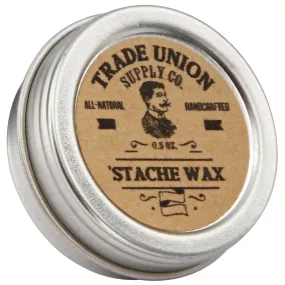 TRADE UNION
SUPPLY CO.
ALL-NATURAL HANDCRAFTED
0.5 OZ.
'STACHE WAX